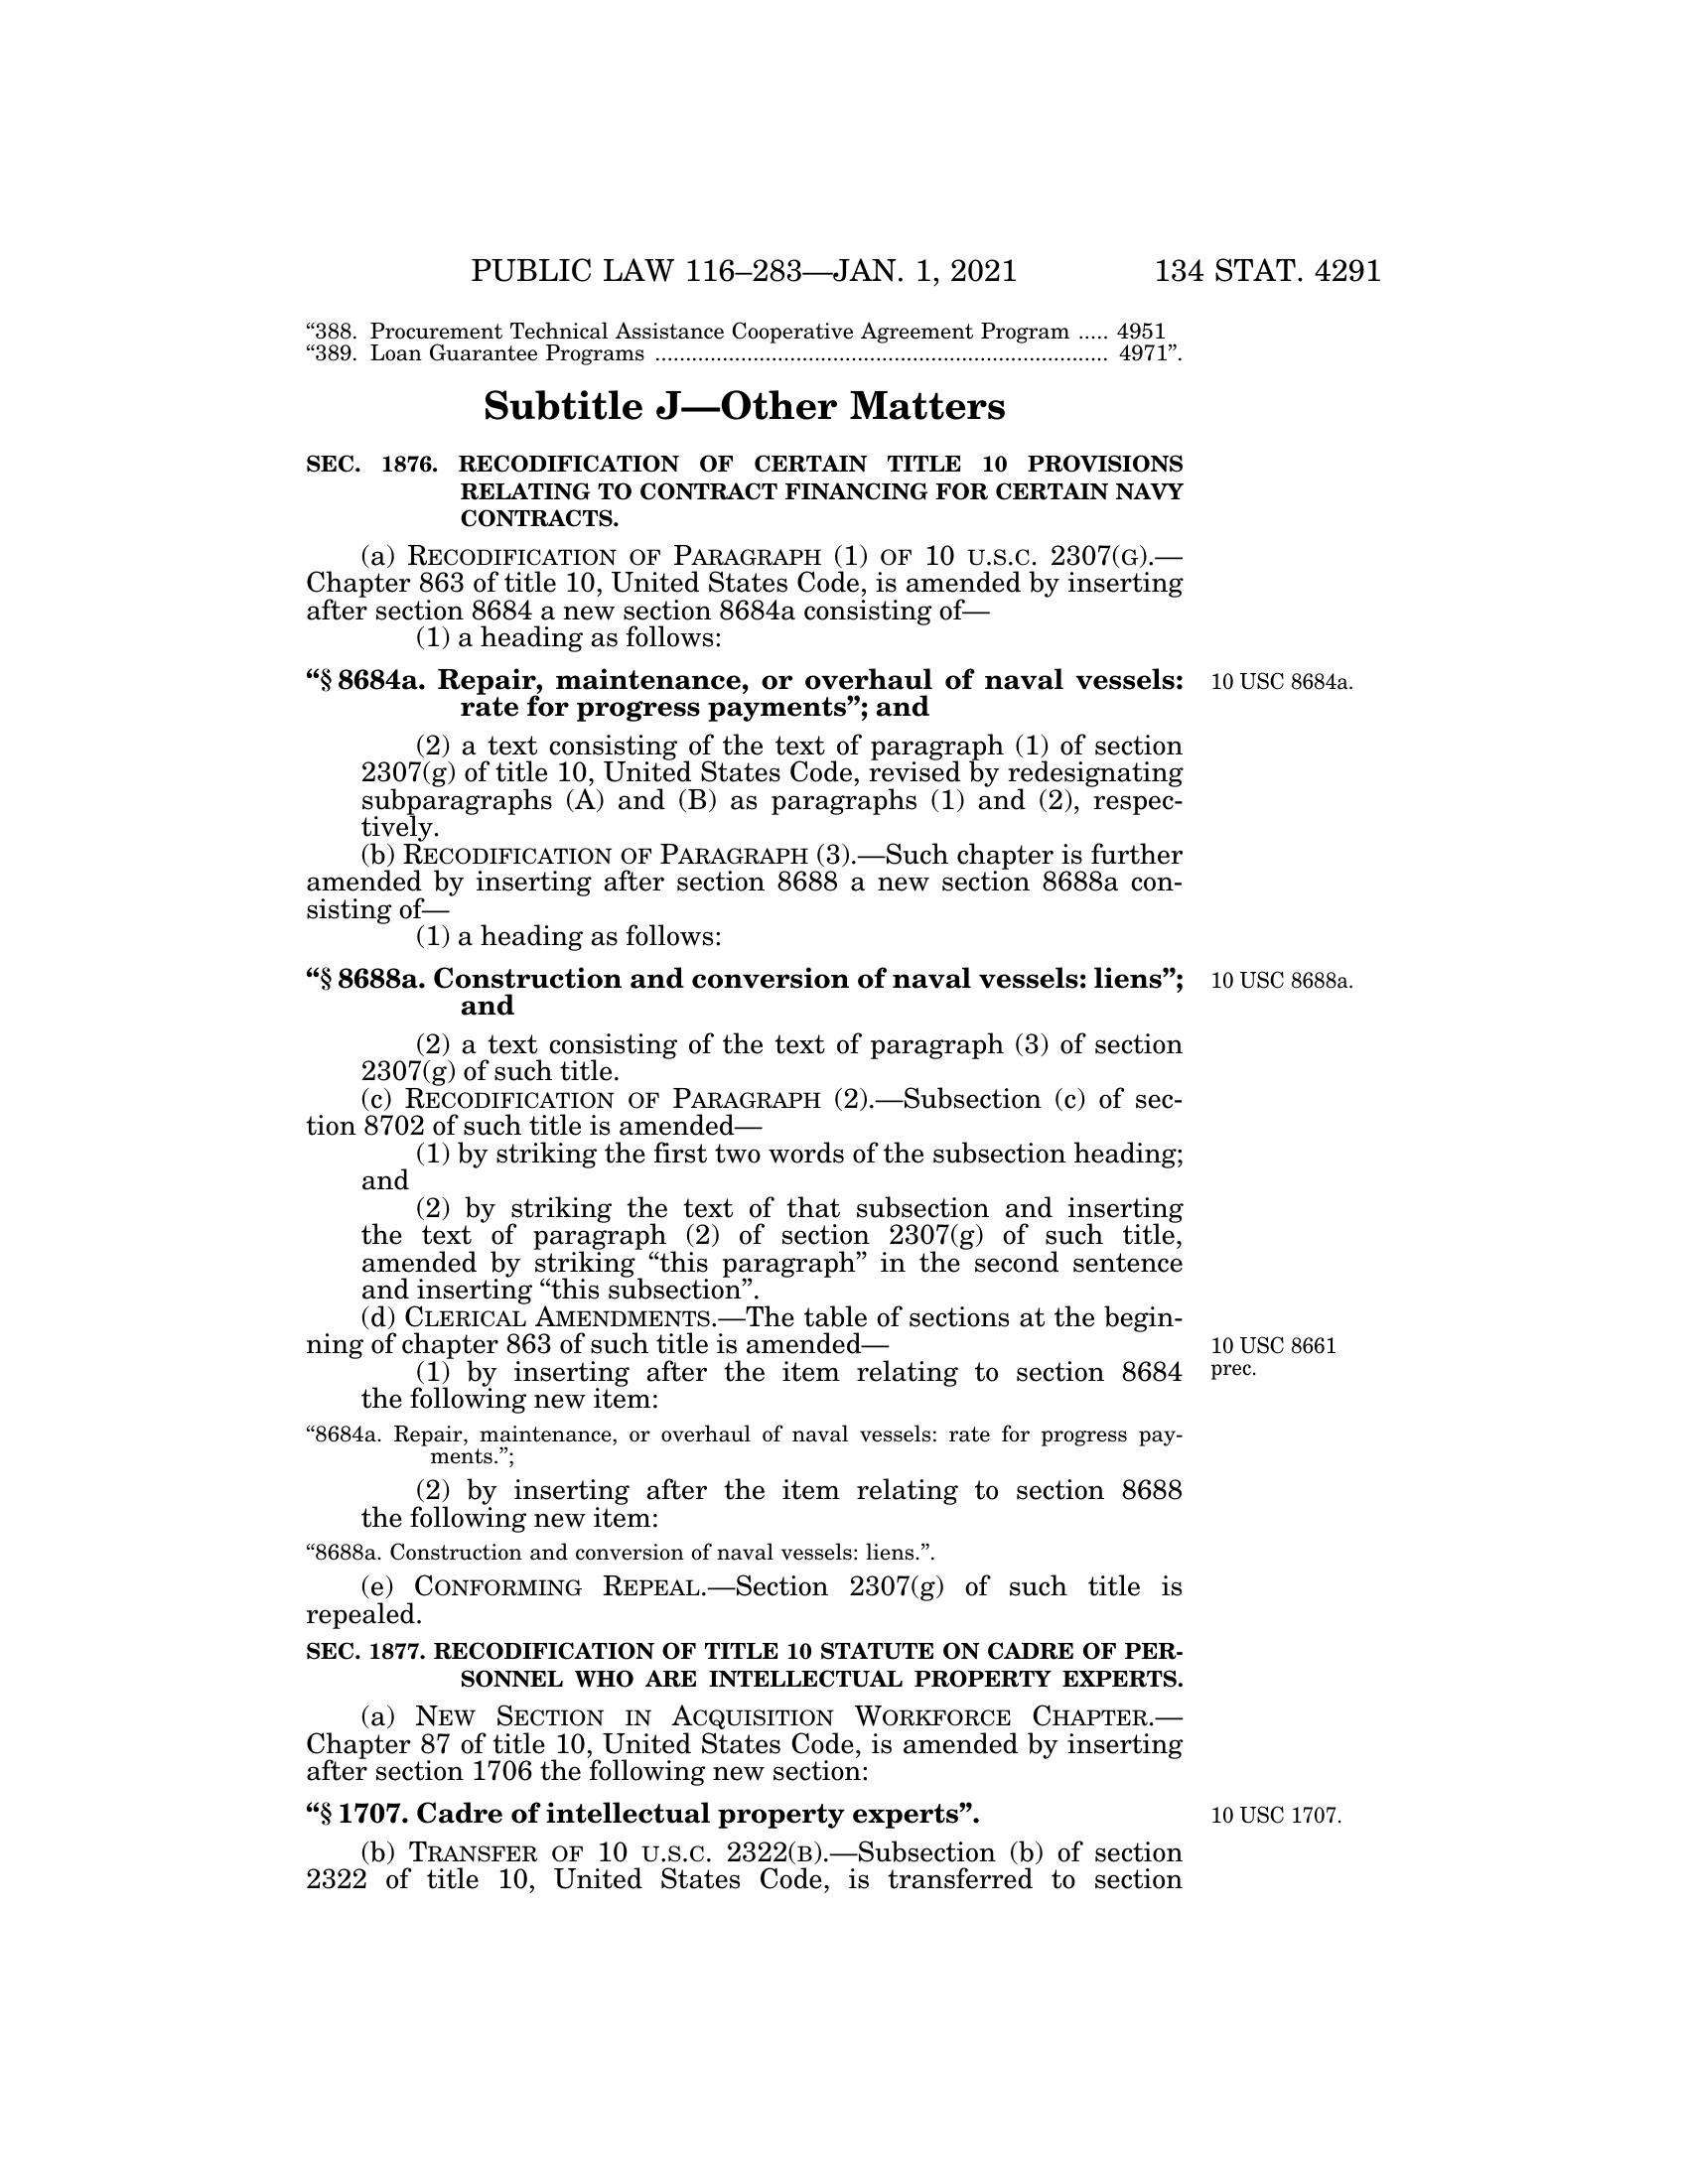 PUBLIC LAW 116–283—JAN. 1, 2021
134 STAT. 4291
“388. Procurement Technical Assistance Cooperative Agreement Program ..... 4951
“389. Loan Guarantee Programs ............................................................................. 4971”.
Subtitle J—Other Matters
SEC. 1876. RECODIFICATION OF CERTAIN TITLE 10 PROVISIONS
RELATING TO CONTRACT FINANCING FOR CERTAIN NAVY
CONTRACTS.
(a) RECODIFICATION OF PARAGRAPH (1) OF 10 U.S.C. 2307(G).—
Chapter 863 of title 10, United States Code, is amended by inserting
after section 8684 a new section 8684a consisting of—
(1) a heading as follows:
“§ 8684a. Repair, maintenance, or overhaul of naval vessels:
rate for progress payments”; and
10 USC 8684a.
(2) a text consisting of the text of paragraph (1) of section
2307(g) of title 10, United States Code, revised by redesignating
subparagraphs (A) and (B) as paragraphs (1) and (2), respec-
tively.
(b) RECODIFICATION OF PARAGRAPH (3).—Such chapter is further
amended by inserting after section 8688 a new section 8688a con-
sisting of—
(1) a heading as follows:
“§ 8688a. Construction and conversion of naval vessels: liens”;
and
10 USC 8688a.
(2) a text consisting of the text of paragraph (3) of section
2307(g) of such title.
(c) RECODIFICATION OF PARAGRAPH (2).—Subsection (c) of sec-
tion 8702 of such title is amended—
(1) by striking the first two words of the subsection heading;
and
(2) by striking the text of that subsection and inserting
the text of paragraph (2) of section 2307(g) of such title,
amended by striking “this paragraph” in the second sentence
and inserting “this subsection”.
(d) CLERICAL AMENDMENTS.—The table of sections at the begin-
ning of chapter 863 of such title is amended—
10 USC 8661
prec.
(1) by inserting after the item relating to section 8684
the following new item:
“8684a. Repair, maintenance, or overhaul of naval vessels: rate for progress pay-
ments.”;
(2) by inserting after the item relating to section 8688
the following new item:
“8688a. Construction and conversion of naval vessels: liens.”.
(e) CONFORMING REPEAL.—Section 2307(g) of such title is
repealed.
SEC. 1877. RECODIFICATION OF TITLE 10 STATUTE ON CADRE OF PER-
SONNEL WHO ARE INTELLECTUAL PROPERTY EXPERTS.
(a) NEW SECTION IN ACQUISITION WORKFORCE CHAPTER.—
Chapter 87 of title 10, United States Code, is amended by inserting
after section 1706 the following new section:
“§ 1707. Cadre of intellectual property experts”.
10 USC 1707.
(b) TRANSFER OF 10 U.S.C. 2322(B).—Subsection (b) of section
2322 of title 10, United States Code, is transferred to section